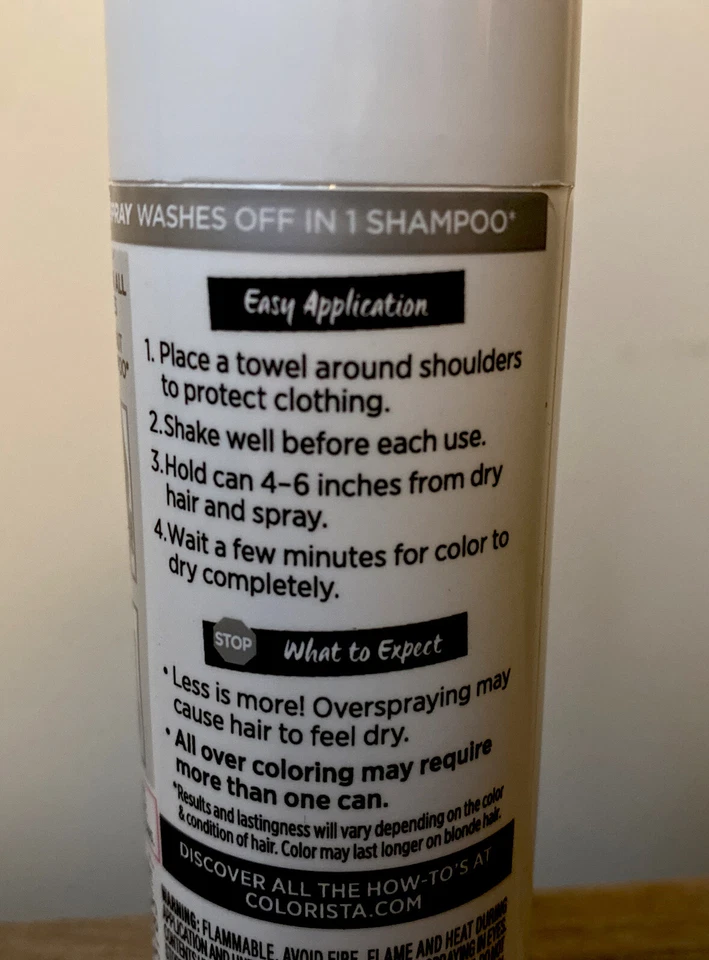 SPRAY WASHES OFF IN 1 SHAMPOO*
Easy Application
1. Place a towel around shoulders
to protect clothing.
2.Shake well before each use.
3.Hold can 4–6 inches from dry
hair and spray.
4.Wait a few minutes for color to
dry completely.
STOP What to Expect
•Less is more! Overspraying may
cause hair to feel dry.
•All over coloring may require
more than one can.
*Results and lastingness will vary depending on the color
& condition of hair. Color may last longer on blonde hair.
DISCOVER ALL THE HOW-TO'S AT
COLORISTA.COM
WARNING: FLAMMABLE. AVOID FIRE, FLAME AND HEAT DURING
APPLICATION AND